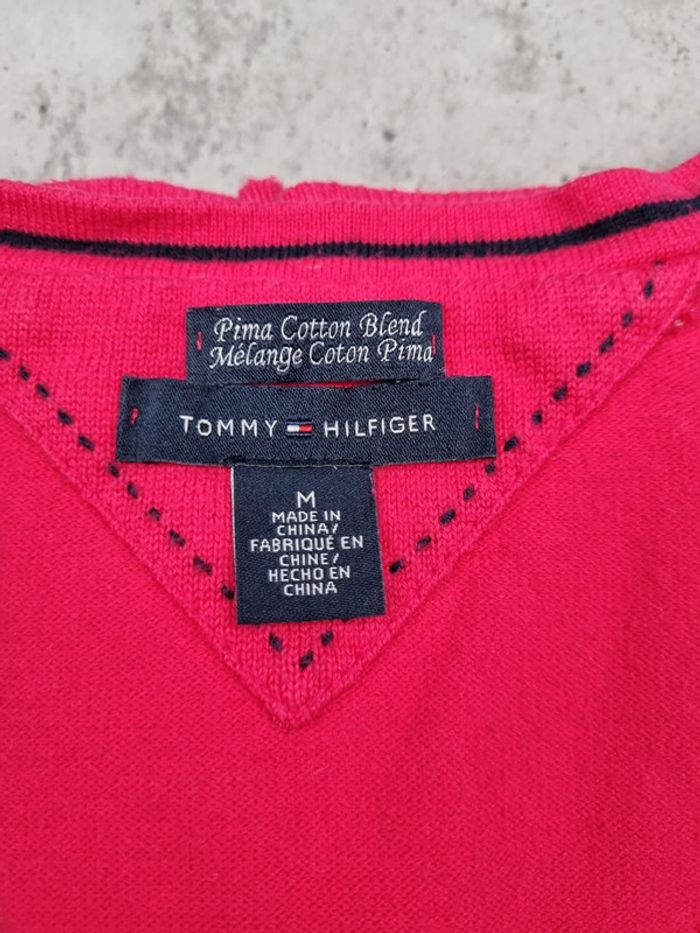 Pima Cotton Blend
Mélange Coton Pima
TOMMY HILFIGER
M
MADE IN
CHINA/
FABRIQUÉ EN
CHINE/
HECHO EN
CHINA